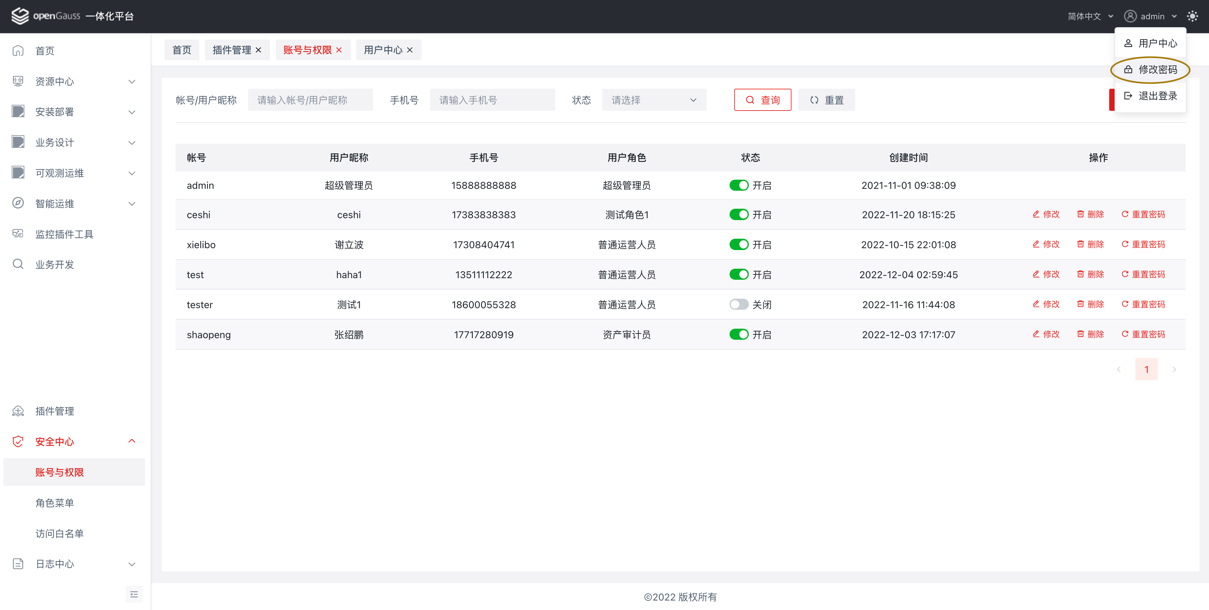 openGauss 一体化平台
简体中文 admin
用户中心
修改密码
退出登录
首页
资源中心
安装部署
业务设计
可观测运维
智能运维
监控插件工具
业务开发
插件管理
安全中心
账号与权限
角色菜单
访问白名单
日志中心
首页 插件管理 账号与权限 用户中心
帐号/用户昵称 请输入帐号/用户昵称 手机号 请输入手机号 状态 请选择 查询 重置
帐号 用户昵称 手机号 用户角色 状态 创建时间 操作
admin 超级管理员 15888888888 超级管理员 开启 2021-11-01 09:38:09
ceshi ceshi 17383838383 测试角色1 开启 2022-11-20 18:15:25 修改 删除 重置密码
xielibo 谢立波 17308404741 普通运营人员 开启 2022-10-15 22:01:08 修改 删除 重置密码
test haha1 13511112222 普通运营人员 开启 2022-12-04 02:59:45 修改 删除 重置密码
tester 测试1 18600055328 普通运营人员 关闭 2022-11-16 11:44:08 修改 删除 重置密码
shaopeng 张绍鹏 17717280919 资产审计员 开启 2022-12-03 17:17:07 修改 删除 重置密码
1
©2022 版权所有